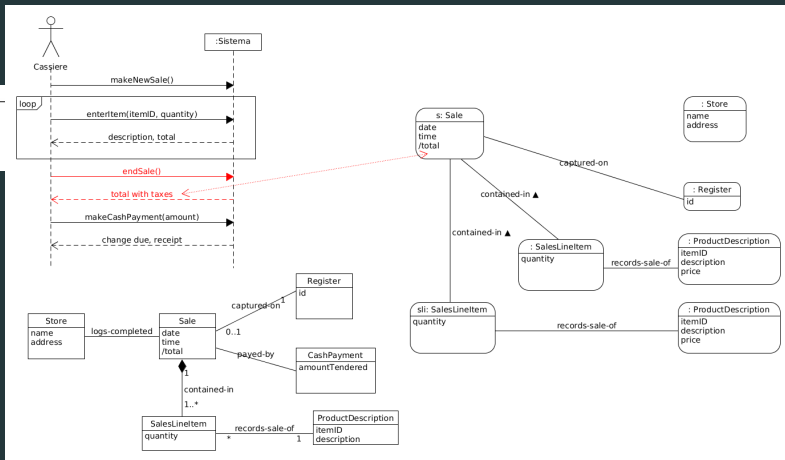 Cassiere
:Sistema
makeNewSale()
loop
enterItem(itemID, quantity)
description, total
endSale()
total with taxes
makeCashPayment(amount)
change due, receipt
s: Sale
date
time
/total
: Store
name
address
captured-on
: Register
id
contained-in ▲
contained-in ▲
: SalesLineItem
quantity
records-sale-of
: ProductDescription
itemID
description
price
sli: SalesLineItem
quantity
records-sale-of
: ProductDescription
itemID
description
price
Register
id
captured-on
1
0..1
Store
name
address
logs-completed
Sale
date
time
/total
payed-by
CashPayment
amountTendered
1
contained-in
1..*
SalesLineItem
quantity
records-sale-of
*
1
ProductDescription
itemID
description